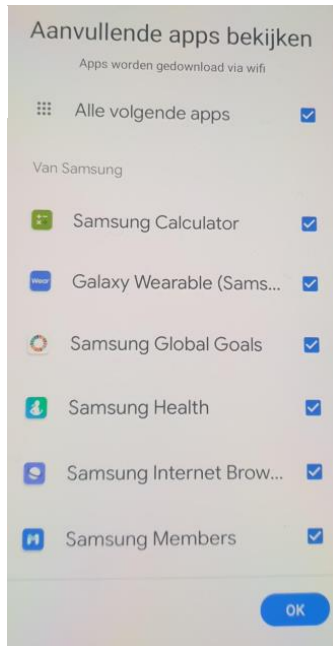 Aanvullende apps bekijken
Apps worden gedownload via wifi
Alle volgende apps
Van Samsung
Samsung Calculator
Wear
Galaxy Wearable (Sams...
Samsung Global Goals
Samsung Health
Samsung Internet Brow...
Samsung Members
OK